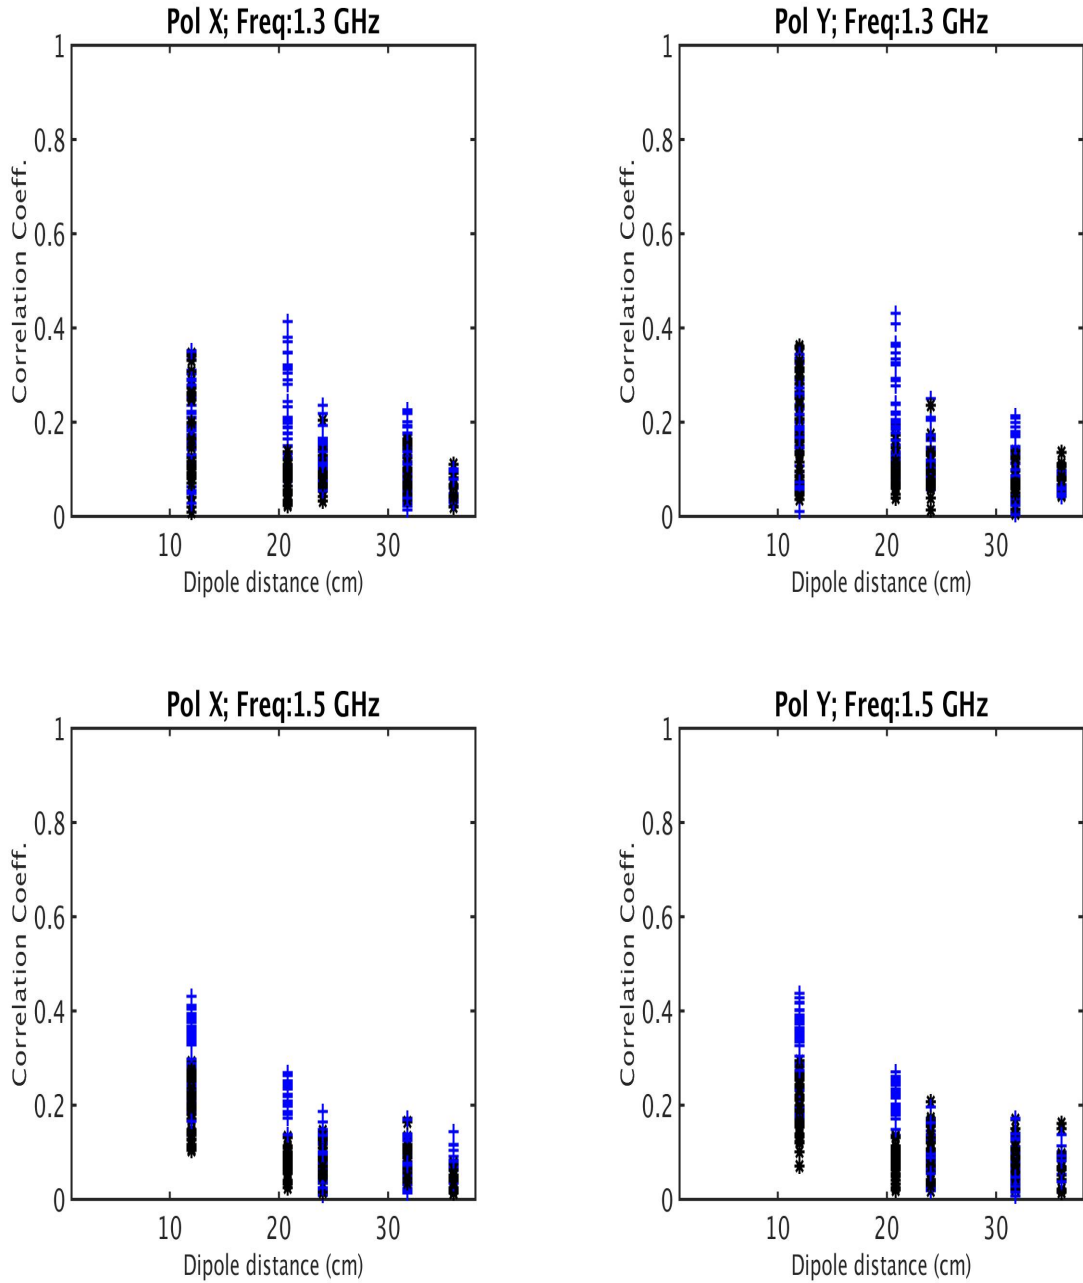 Pol X; Freq:1.3 GHz
1
0.8
0.6
0.4
0.2
0
Correlation Coeff.
10 20 30
Dipole distance (cm)
Pol Y; Freq:1.3 GHz
1
0.8
0.6
0.4
0.2
0
Correlation Coeff.
10 20 30
Dipole distance (cm)
Pol X; Freq:1.5 GHz
1
0.8
0.6
0.4
0.2
0
Correlation Coeff.
10 20 30
Dipole distance (cm)
Pol Y; Freq:1.5 GHz
1
0.8
0.6
0.4
0.2
0
Correlation Coeff.
10 20 30
Dipole distance (cm)